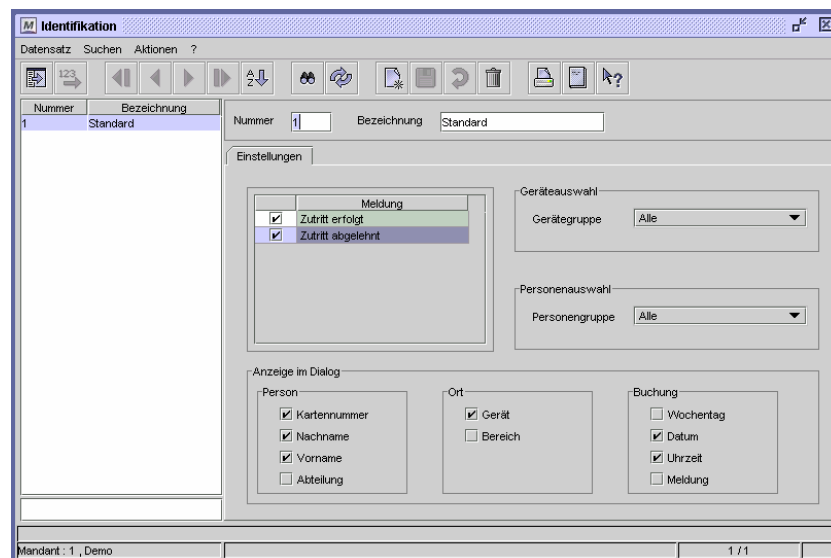 M Identifikation
Datensatz Suchen Aktionen ?
123
A
Z
?
Nummer Bezeichnung
1 Standard
Nummer 1 Bezeichnung Standard
Einstellungen
Meldung
Zutritt erfolgt
Zutritt abgelehnt
Geräteauswahl
Gerätegruppe Alle
Personenauswahl
Personengruppe Alle
Anzeige im Dialog
Person Ort Buchung
Kartennummer Gerät Wochentag
Nachname Bereich Datum
Vorname Uhrzeit
Abteilung Meldung
Mandant : 1 , Demo 1 / 1